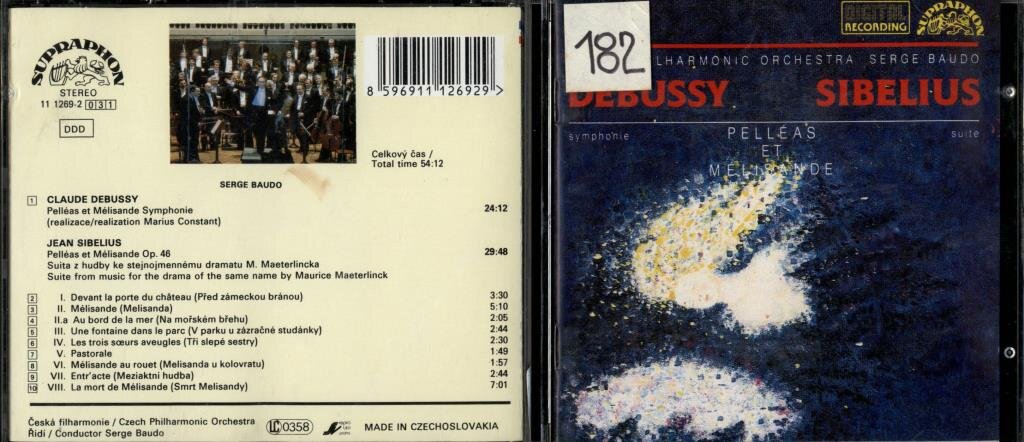 SUPRAPHON
STEREO
11 1269-2 031
DDD
8 596911 126929 >
Celkový čas /
Total time 54:12
SERGE BAUDO
1 CLAUDE DEBUSSY
Pelléas et Mélisande Symphonie 24:12
(realizace/realization Marius Constant)
JEAN SIBELIUS
Pelléas et Mélisande Op. 46 29:48
Suita z hudby ke stejnojmennému dramatu M. Maeterlincka
Suite from music for the drama of the same name by Maurice Maeterlinck
2 I. Devant la porte du château (Před zámeckou bránou) 3:30
3 II. Mélisande (Melisanda) 5:10
4 II.a Au bord de la mer (Na mořském břehu) 2:05
5 III. Une fontaine dans le parc (V parku u zázračné studánky) 2:44
6 IV. Les trois sœurs aveugles (Tři slepé sestry) 2:30
7 V. Pastorale 1:49
8 VI. Mélisande au rouet (Melisanda u kolovratu) 1:57
9 VII. Entr'acte (Meziaktní hudba) 2:44
10 VIII. La mort de Mélisande (Smrt Melisandy) 7:01
Česká filharmonie / Czech Philharmonic Orchestra
Řídí / Conductor Serge Baudo
LC 0358
MADE IN CZECHOSLOVAKIA
182
DIGITAL
RECORDING
SUPRAPHON
LHARMONIC ORCHESTRA SERGE BAUDO
DEBUSSY SIBELIUS
symphonie
PELLÉAS
ET
MÉLISANDE
suite